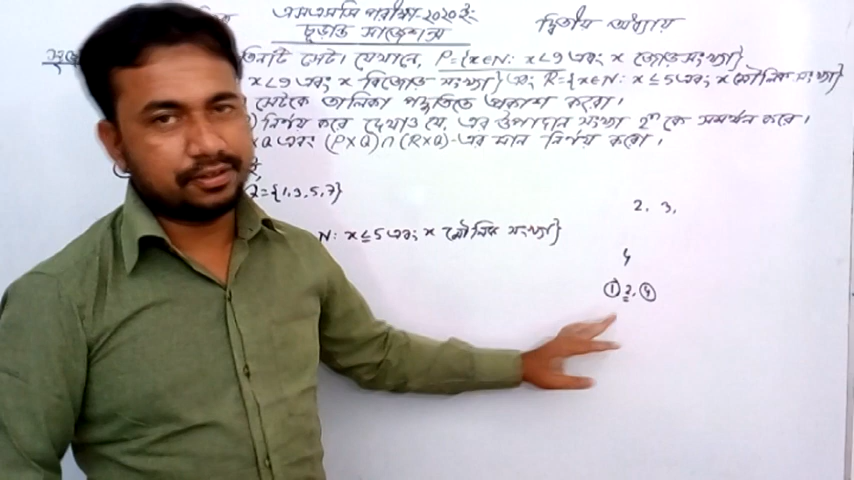 এসএসসি পরীক্ষা-২০২০ইং
চূড়ান্ত সাজেশন্স
দ্বিতীয় অধ্যায়
তিনটি সেট। যেখানে, P={x∈N: x<9 এবং x জোড় সংখ্যা}
x<9 এবং x বিজোড় সংখ্যা} এবং R={x∈N: x≤5 এবং x মৌলিক সংখ্যা}
সেটকে তালিকা পদ্ধতিতে প্রকাশ করো।
নির্ণয় করে দেখাও যে, এর উপাদান সংখ্যা 2ⁿ কে সমর্থন করে।
এবং (P×Q)∩(R×Q)-এর মান নির্ণয় করো।
={1,3,5,7}
N: x≤5 এবং x মৌলিক সংখ্যা}
2, 3,
4
1 2, 4